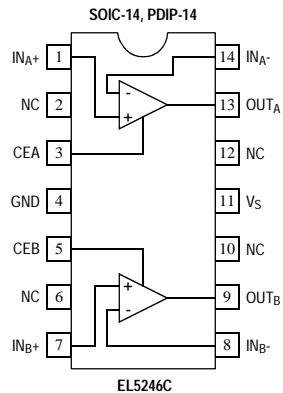 SOIC-14, PDIP-14
INA+ 1 14 INA-
NC 2 - + 13 OUTA
CEA 3 12 NC
GND 4 11 VS
CEB 5 10 NC
NC 6 + - 9 OUTB
INB+ 7 8 INB-
EL5246C